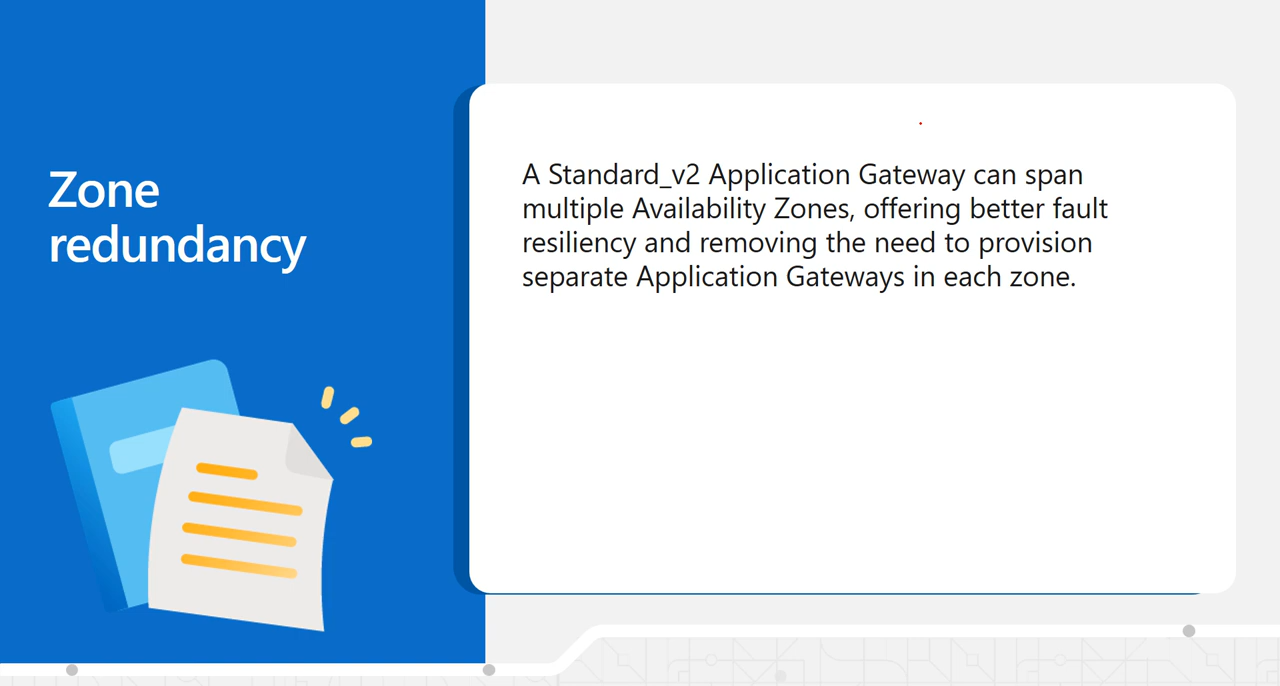 Zone
redundancy
A Standard_v2 Application Gateway can span
multiple Availability Zones, offering better fault
resiliency and removing the need to provision
separate Application Gateways in each zone.